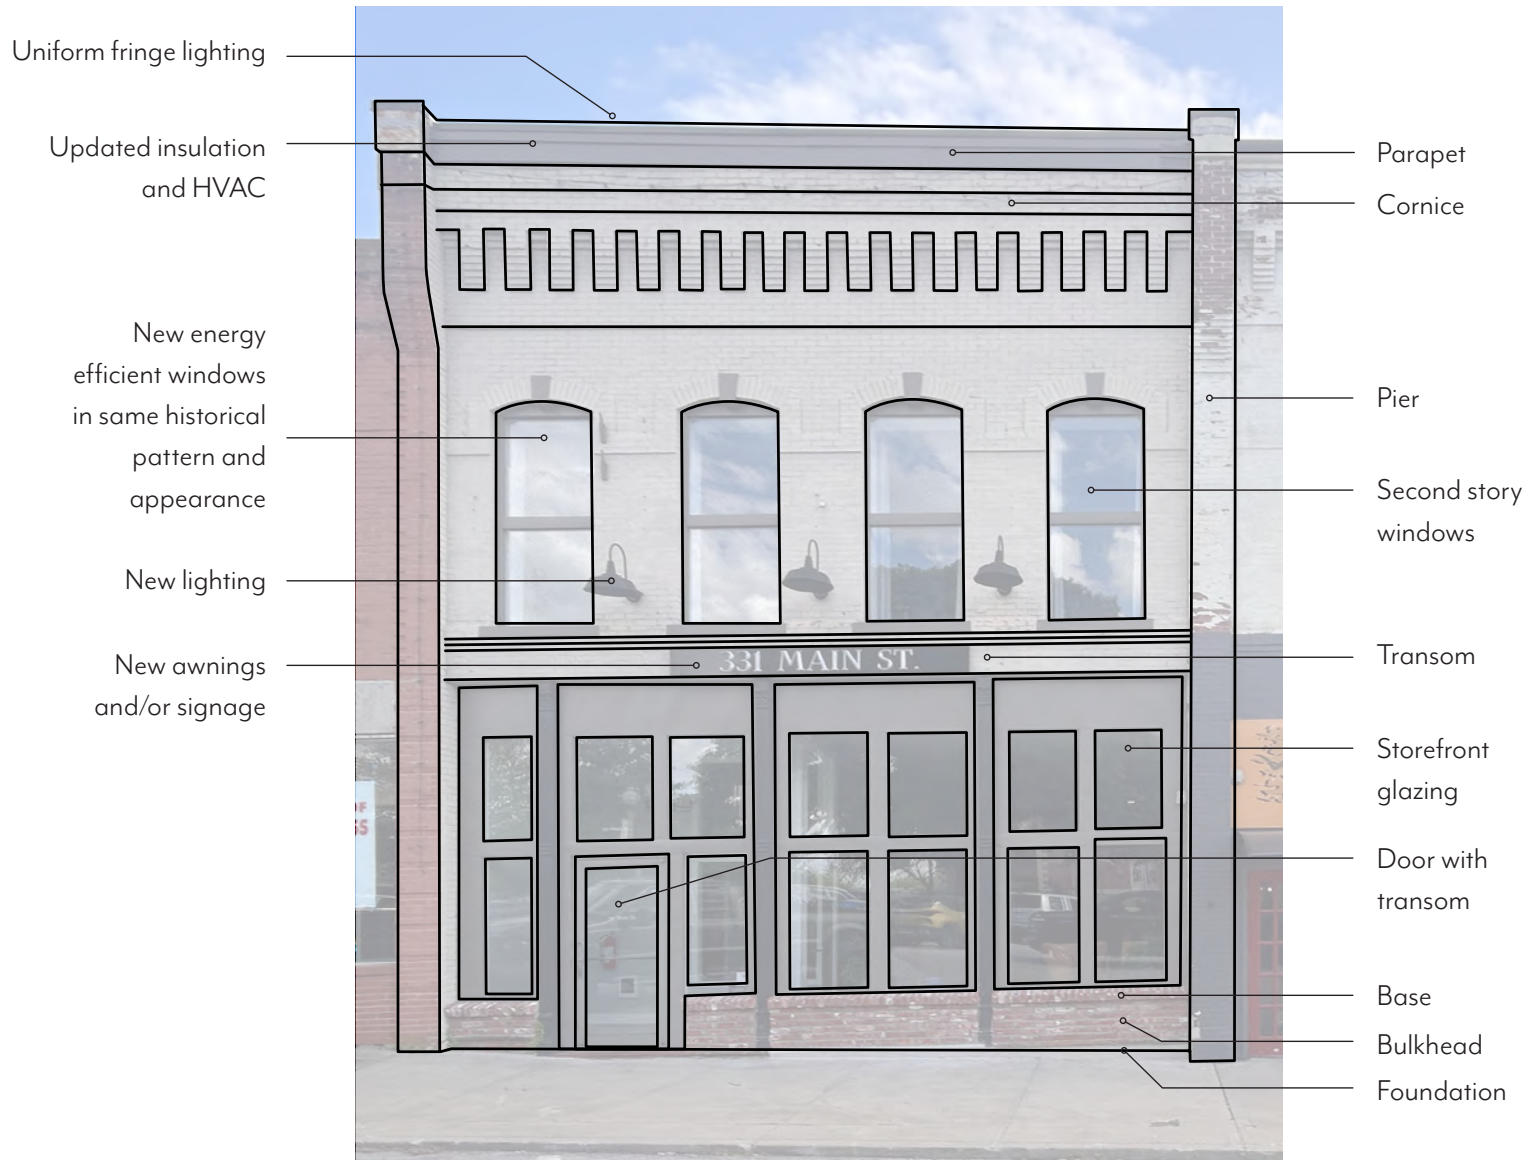 Uniform fringe lighting
Updated insulation
and HVAC
New energy
efficient windows
in same historical
pattern and
appearance
New lighting
New awnings
and/or signage
331 MAIN ST.
Parapet
Cornice
Pier
Second story
windows
Transom
Storefront
glazing
Door with
transom
Base
Bulkhead
Foundation